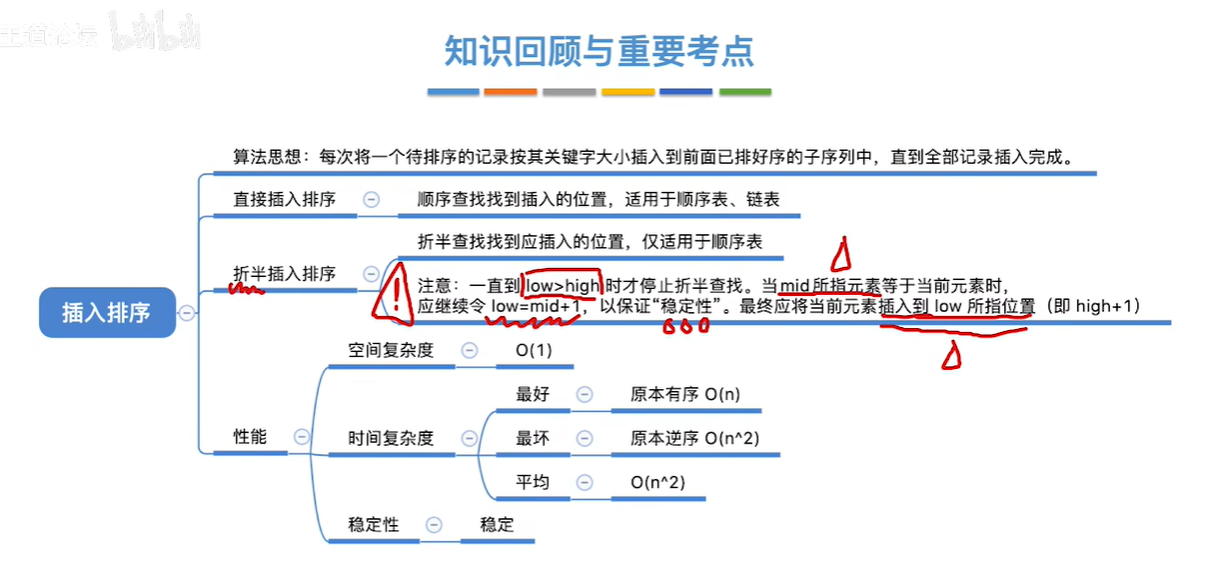 王道论坛 bilibili
知识回顾与重要考点
算法思想：每次将一个待排序的记录按其关键字大小插入到前面已排好序的子序列中，直到全部记录插入完成。
直接插入排序
顺序查找找到插入的位置，适用于顺序表、链表
折半插入排序
折半查找找到应插入的位置，仅适用于顺序表
！
注意：一直到 low>high 时才停止折半查找。当 mid 所指元素等于当前元素时，
应继续令 low=mid+1，以保证“稳定性”。最终应将当前元素插入到 low 所指位置（即 high+1）
插入排序
性能
空间复杂度
O(1)
时间复杂度
最好
原本有序 O(n)
最坏
原本逆序 O(n^2)
平均
O(n^2)
稳定性
稳定